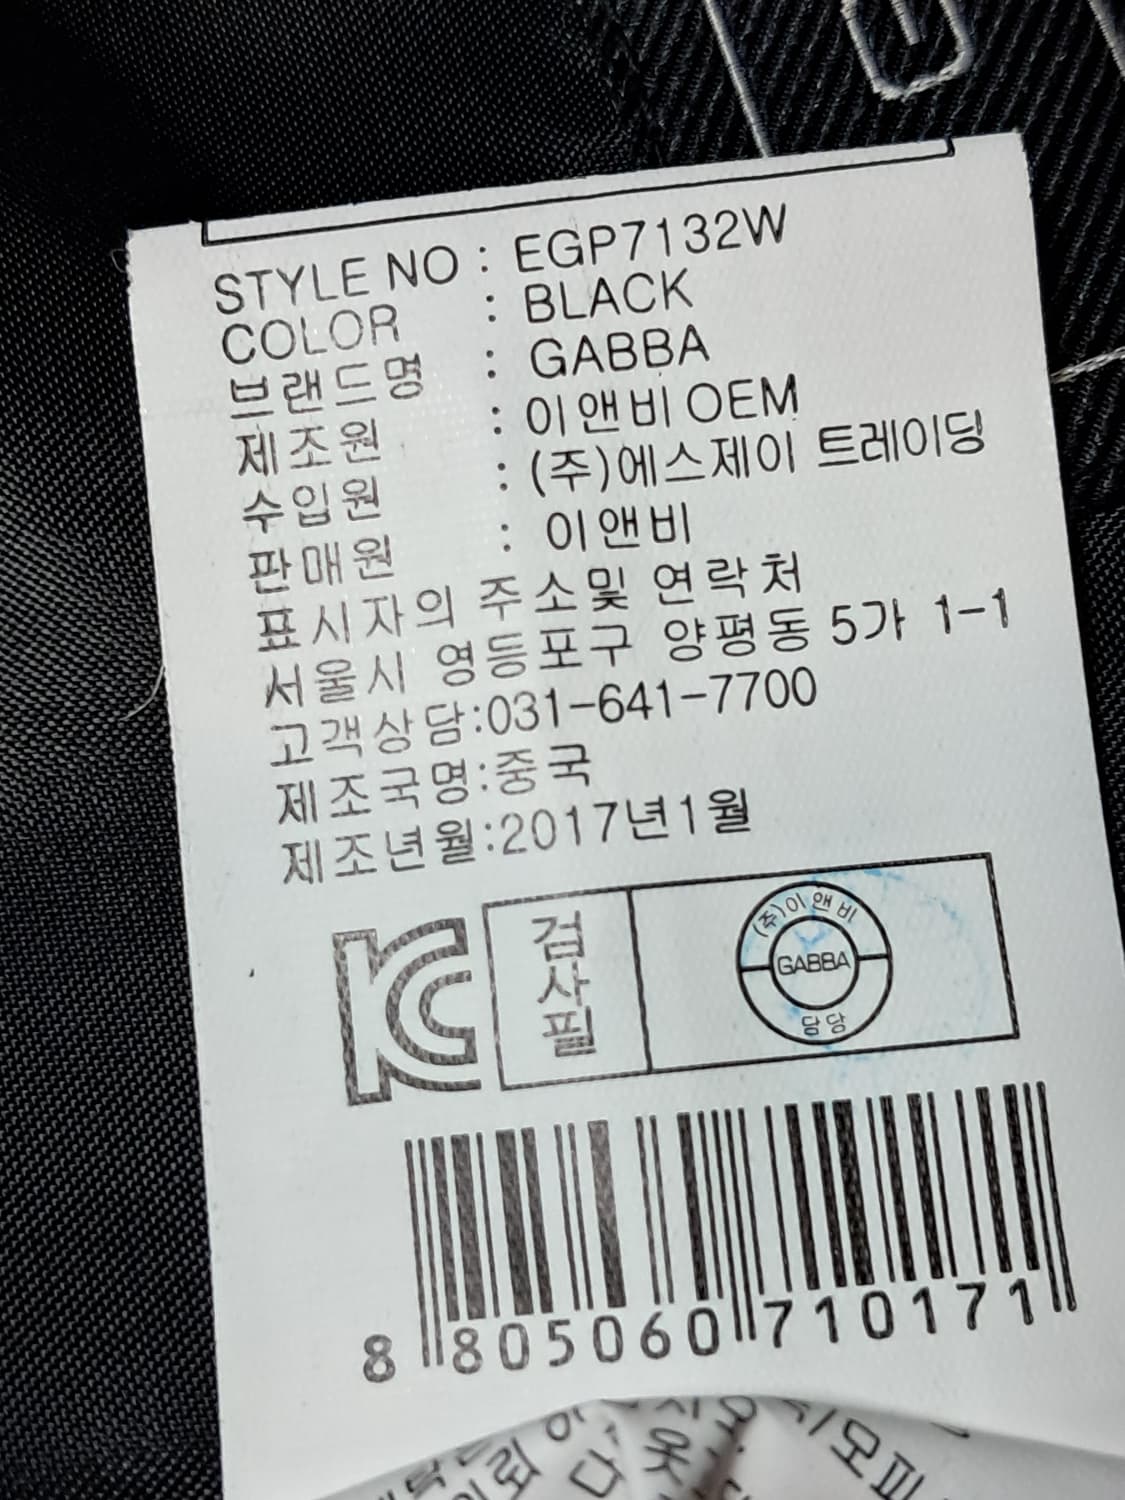 STYLE NO : EGP7132W
COLOR : BLACK
브랜드명 : GABBA
제조원 : 이앤비 OEM
수입원 : (주)에스제이 트레이딩
판매원 : 이앤비
표시자의 주소및 연락처
서울시 영등포구 양평동 5가 1-1
고객상담:031-641-7700
제조국명:중국
제조년월:2017년1월
KC
검사필
(주)이앤비
GABBA
담당
8 805060 710171